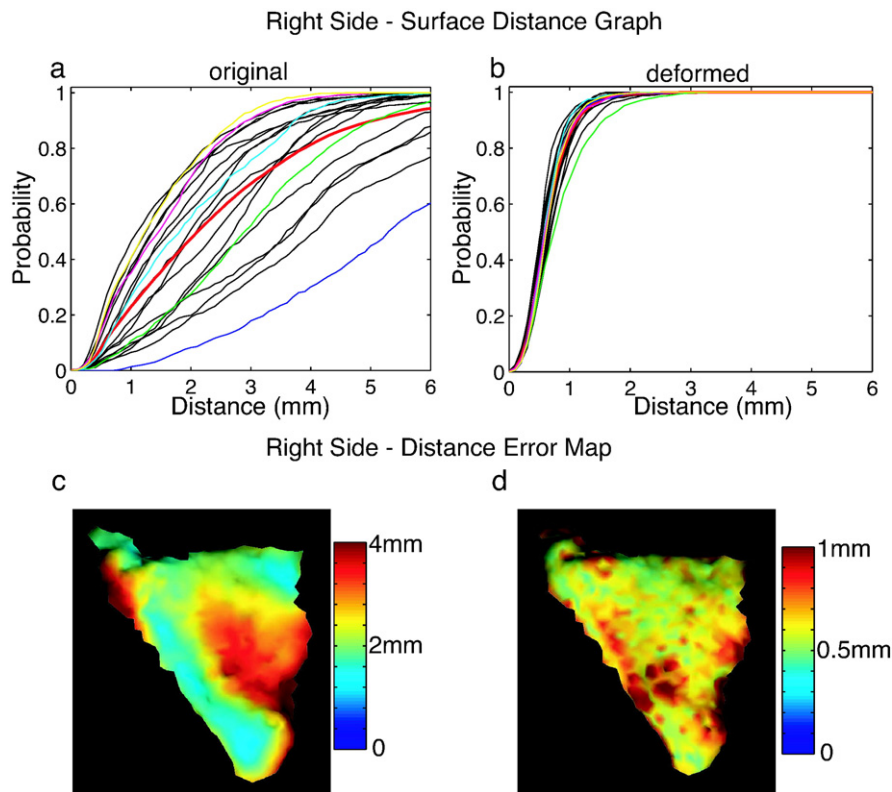 Right Side - Surface Distance Graph
a
original
b
deformed
1
0.8
0.6
0.4
0.2
0
Probability
0
1
2
3
4
5
6
Distance (mm)
1
0.8
0.6
0.4
0.2
0
Probability
0
1
2
3
4
5
6
Distance (mm)
Right Side - Distance Error Map
c
4mm
2mm
0
d
1mm
0.5mm
0